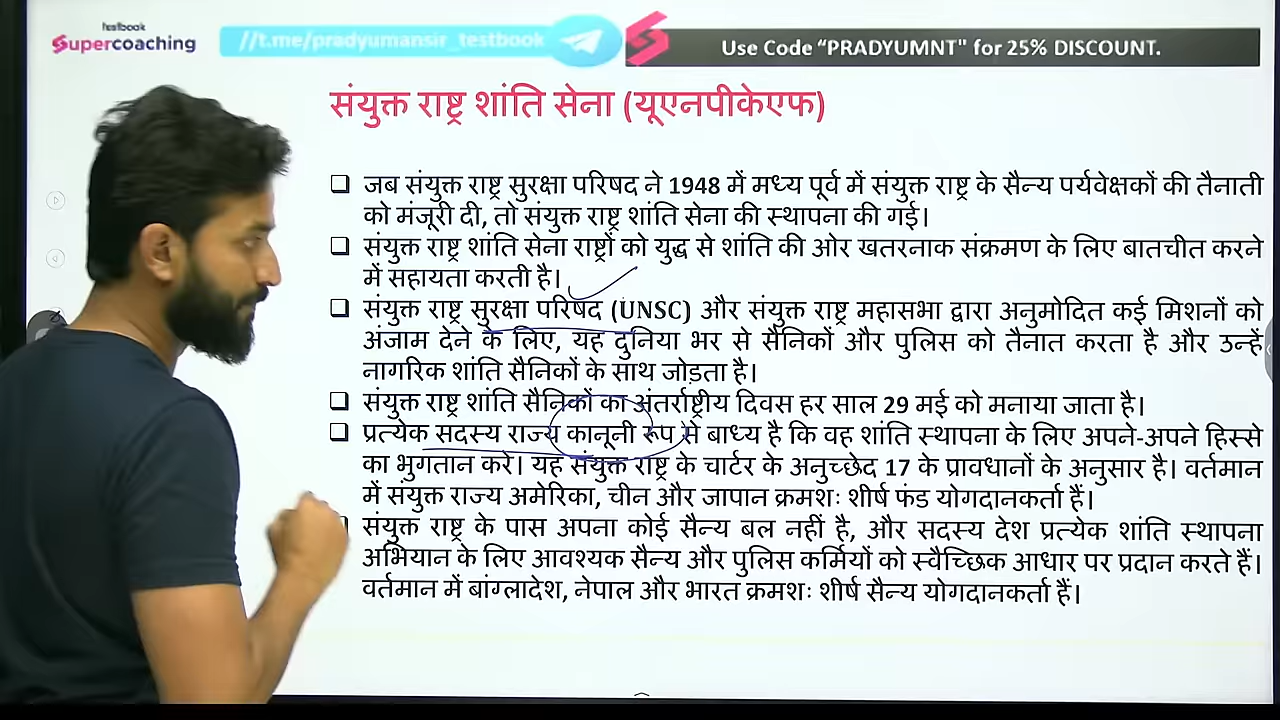 testbook
Supercoaching
//t.me/pradyumansir_testbook
Use Code “PRADYUMNT" for 25% DISCOUNT.
संयुक्त राष्ट्र शांति सेना (यूएनपीकेएफ)
जब संयुक्त राष्ट्र सुरक्षा परिषद ने 1948 में मध्य पूर्व में संयुक्त राष्ट्र के सैन्य पर्यवेक्षकों की तैनाती
को मंजूरी दी, तो संयुक्त राष्ट्र शांति सेना की स्थापना की गई।
संयुक्त राष्ट्र शांति सेना राष्ट्रों को युद्ध से शांति की ओर खतरनाक संक्रमण के लिए बातचीत करने
में सहायता करती है।
संयुक्त राष्ट्र सुरक्षा परिषद (UNSC) और संयुक्त राष्ट्र महासभा द्वारा अनुमोदित कई मिशनों को
अंजाम देने के लिए, यह दुनिया भर से सैनिकों और पुलिस को तैनात करता है और उन्हें
नागरिक शांति सैनिकों के साथ जोड़ता है।
संयुक्त राष्ट्र शांति सैनिकों का अंतर्राष्ट्रीय दिवस हर साल 29 मई को मनाया जाता है।
प्रत्येक सदस्य राज्य कानूनी रूप से बाध्य है कि वह शांति स्थापना के लिए अपने-अपने हिस्से
का भुगतान करे। यह संयुक्त राष्ट्र के चार्टर के अनुच्छेद 17 के प्रावधानों के अनुसार है। वर्तमान
में संयुक्त राज्य अमेरिका, चीन और जापान क्रमशः शीर्ष फंड योगदानकर्ता हैं।
संयुक्त राष्ट्र के पास अपना कोई सैन्य बल नहीं है, और सदस्य देश प्रत्येक शांति स्थापना
अभियान के लिए आवश्यक सैन्य और पुलिस कर्मियों को स्वैच्छिक आधार पर प्रदान करते हैं।
वर्तमान में बांग्लादेश, नेपाल और भारत क्रमशः शीर्ष सैन्य योगदानकर्ता हैं।